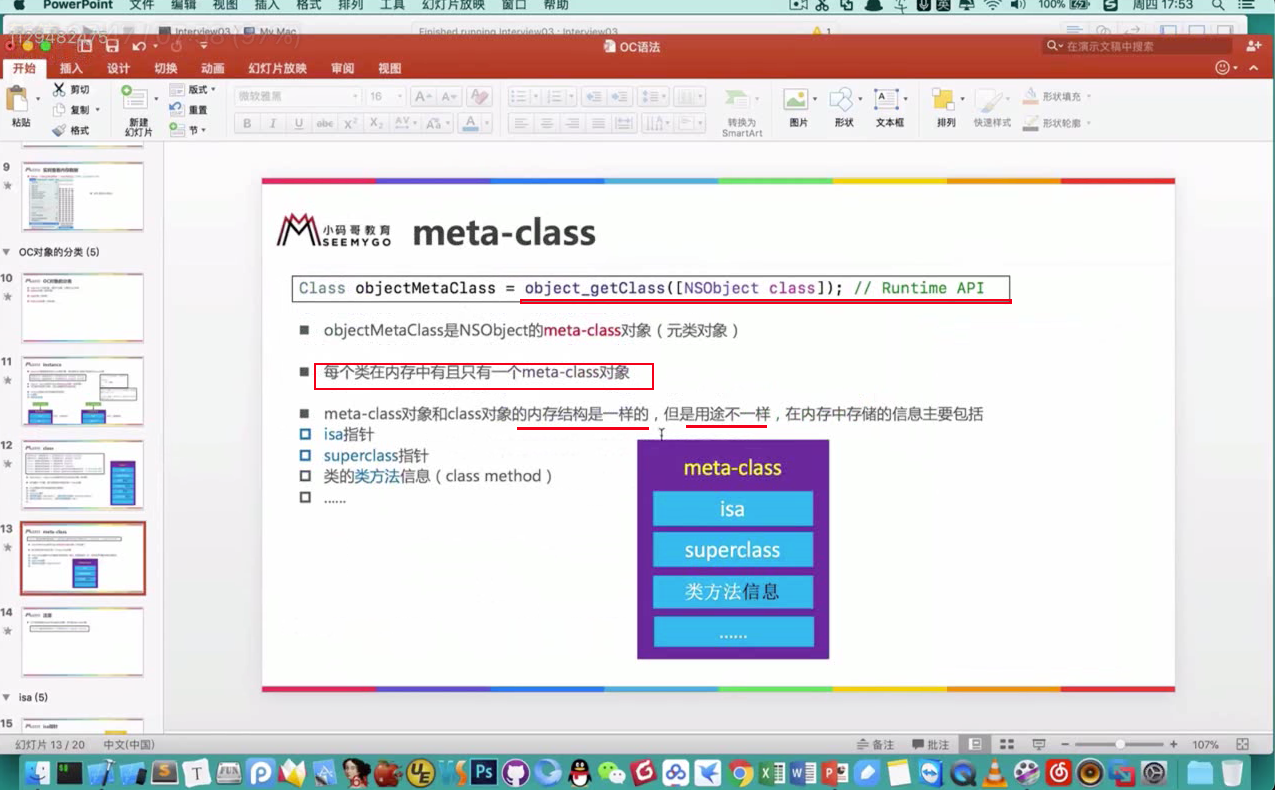 PowerPoint 文件 编辑 视图 插入 格式 排列 工具 幻灯片放映 窗口 帮助 100% 周四 17:53
Interview03 My Mac Finished running Interview03 : Interview03 1
OC语法
在演示文稿中搜索
开始 插入 设计 切换 动画 幻灯片放映 审阅 视图
粘贴
剪切
复制
格式
新建
幻灯片
版式
重置
节
微软雅黑 16
B I U abc X² X₂ AV Aa A
转换为
SmartArt
图片
形状
文本框
排列
快速样式
形状填充
形状轮廓
9
OC对象的分类 (5)
10
11
12
13
14
isa (5)
15
小码哥教育
SEEMYGO
meta-class
Class objectMetaClass = object_getClass([NSObject class]); // Runtime API
objectMetaClass是NSObject的meta-class对象（元类对象）
每个类在内存中有且只有一个meta-class对象
meta-class对象和class对象的内存结构是一样的，但是用途不一样，在内存中存储的信息主要包括
isa指针
superclass指针
类的类方法信息（class method）
......
meta-class
isa
superclass
类方法信息
......
幻灯片 13 / 20 中文(中国) 备注 批注 107%